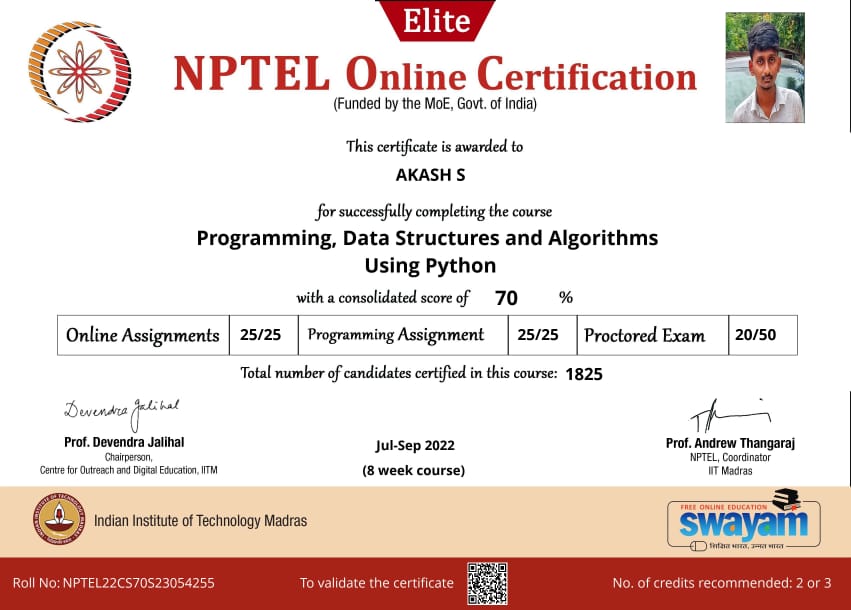 Elite
NPTEL Online Certification
(Funded by the MoE, Govt. of India)
This certificate is awarded to
AKASH S
for successfully completing the course
Programming, Data Structures and Algorithms
Using Python
with a consolidated score of 70 %
Online Assignments 25/25 Programming Assignment 25/25 Proctored Exam 20/50
Total number of candidates certified in this course: 1825
Devendra Jalihal
Prof. Devendra Jalihal
Chairperson,
Centre for Outreach and Digital Education, IITM
Jul-Sep 2022
(8 week course)
Prof. Andrew Thangaraj
NPTEL, Coordinator
IIT Madras
Indian Institute of Technology Madras
FREE ONLINE EDUCATION
swayam
शिक्षित भारत, उन्नत भारत
Roll No: NPTEL22CS70S23054255 To validate the certificate No. of credits recommended: 2 or 3